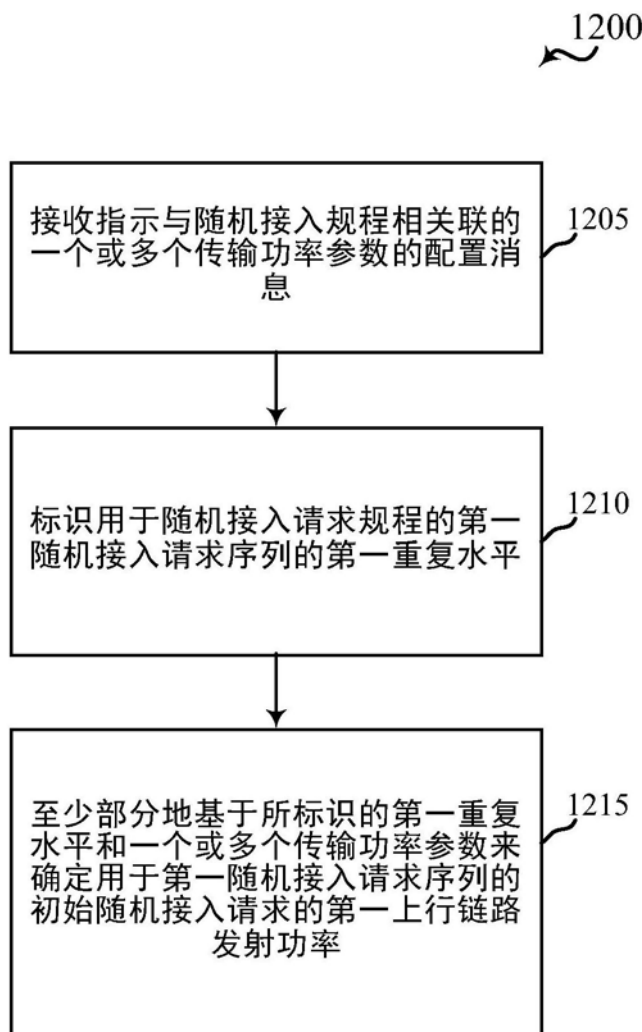 1200
接收指示与随机接入规程相关联的
一个或多个传输功率参数的配置消
息
1205
标识用于随机接入请求规程的第一
随机接入请求序列的第一重复水平
1210
至少部分地基于所标识的第一重复
水平和一个或多个传输功率参数来
确定用于第一随机接入请求序列的
初始随机接入请求的第一上行链路
发射功率
1215